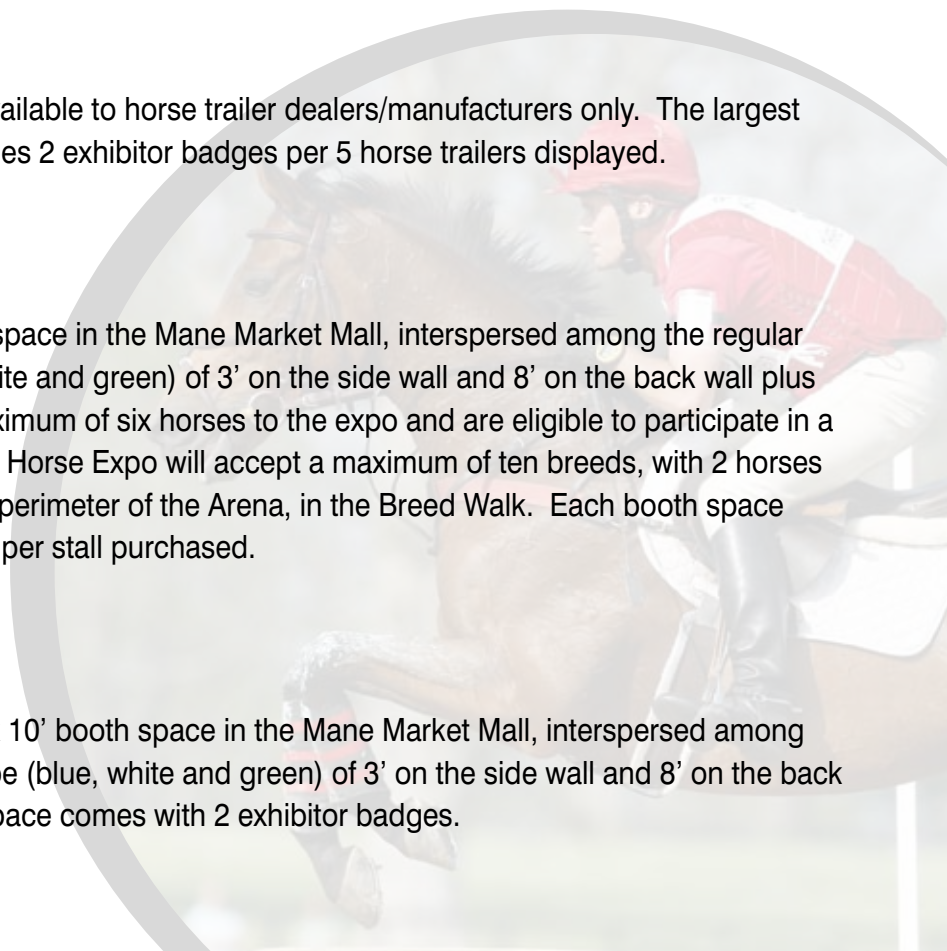 ailable to horse trailer dealers/manufacturers only.  The largest
es 2 exhibitor badges per 5 horse trailers displayed.
space in the Mane Market Mall, interspersed among the regular
ite and green) of 3’ on the side wall and 8’ on the back wall plus
ximum of six horses to the expo and are eligible to participate in a
Horse Expo will accept a maximum of ten breeds, with 2 horses
perimeter of the Arena, in the Breed Walk.  Each booth space
per stall purchased.
10’ booth space in the Mane Market Mall, interspersed among
e (blue, white and green) of 3’ on the side wall and 8’ on the back
pace comes with 2 exhibitor badges.